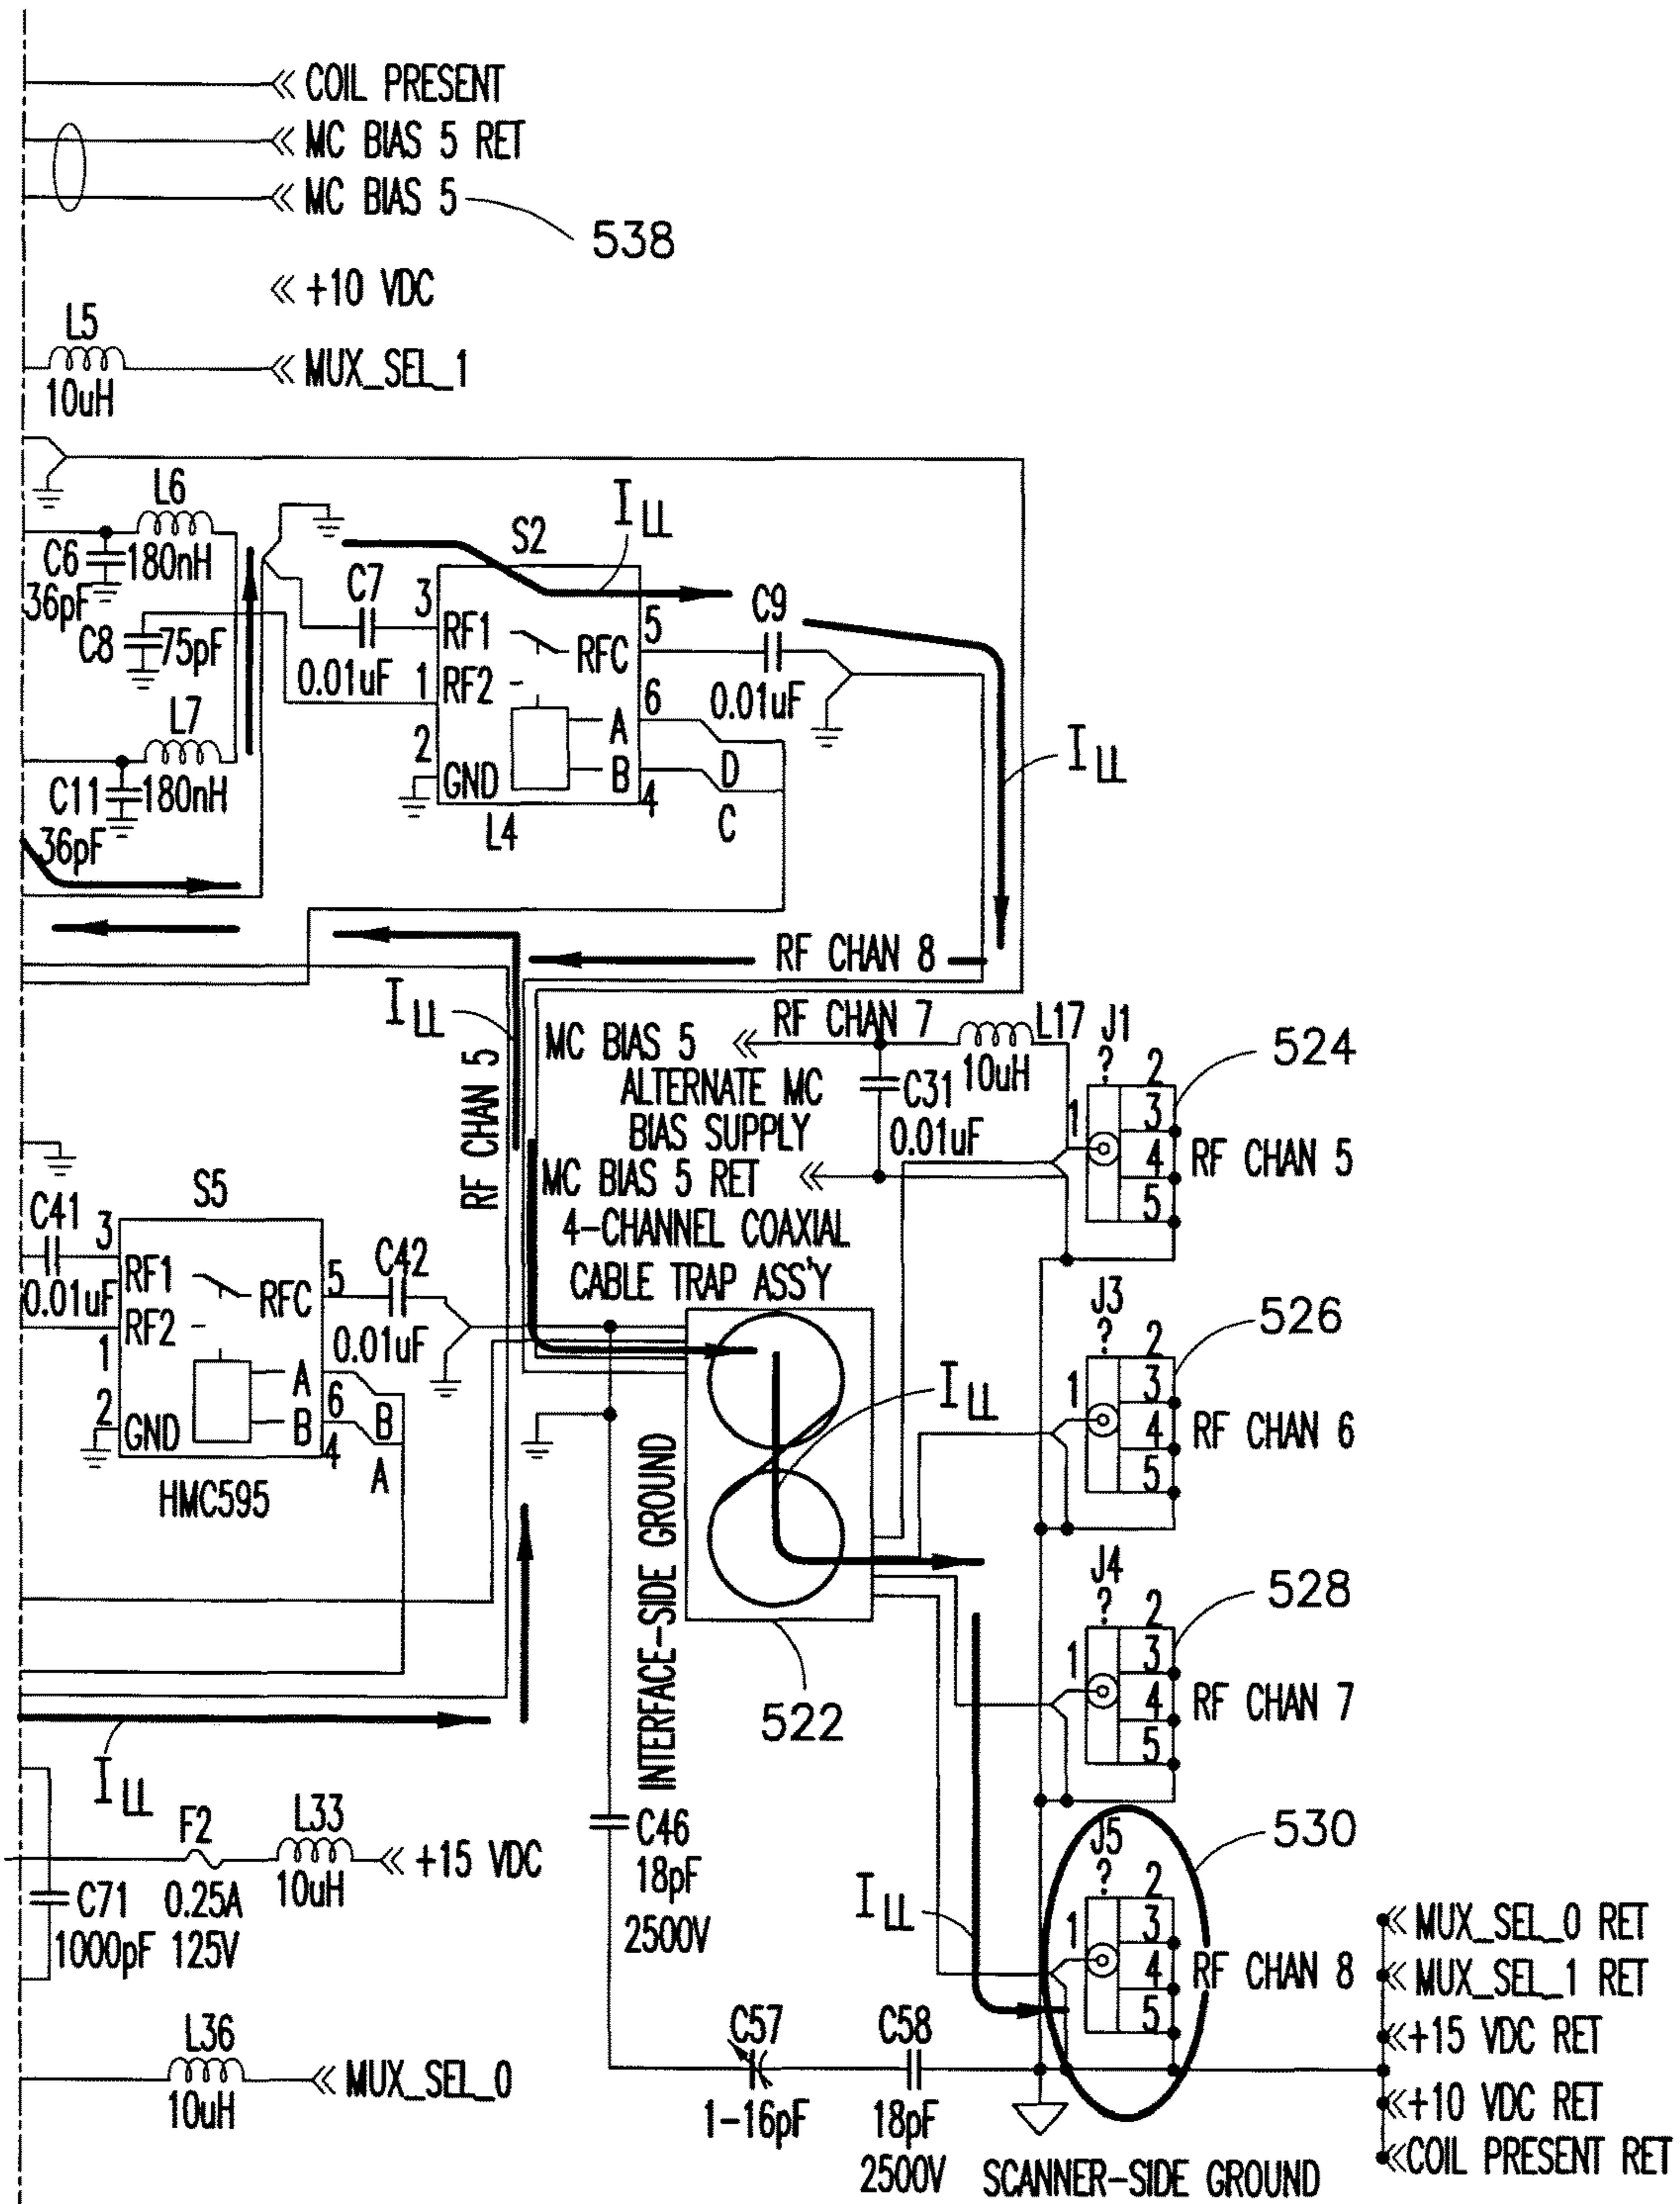 COIL PRESENT
MC BIAS 5 RET
MC BIAS 5
538
+10 VDC
L5
10uH
MUX_SEL_1
L6
180nH
C6
36pF
C8
75pF
L7
180nH
C11
36pF
S2
I LL
C7
0.01uF
3
RF1
1
RF2
2
GND
RFC
5
A
6
B
4
D
C
L4
C9
0.01uF
I LL
RF CHAN 8
I LL
RF CHAN 5
RF CHAN 7
MC BIAS 5
ALTERNATE MC
BIAS SUPPLY
MC BIAS 5 RET
C31
0.01uF
L17
10uH
4-CHANNEL COAXIAL
CABLE TRAP ASS'Y
J1
?
1
2
3
4
5
524
RF CHAN 5
S5
C41
0.01uF
3
RF1
RF2
1
2
GND
RFC
5
A
6
B
4
B
A
HMC595
C42
0.01uF
I LL
INTERFACE-SIDE GROUND
522
J3
?
1
2
3
4
5
526
RF CHAN 6
J4
?
1
2
3
4
5
528
RF CHAN 7
I LL
F2
0.25A
125V
L33
10uH
+15 VDC
C71
1000pF
C46
18pF
2500V
I LL
J5
?
1
2
3
4
5
530
RF CHAN 8
L36
10uH
MUX_SEL_0
C57
1-16pF
C58
18pF
2500V
SCANNER-SIDE GROUND
MUX_SEL_0 RET
MUX_SEL_1 RET
+15 VDC RET
+10 VDC RET
COIL PRESENT RET